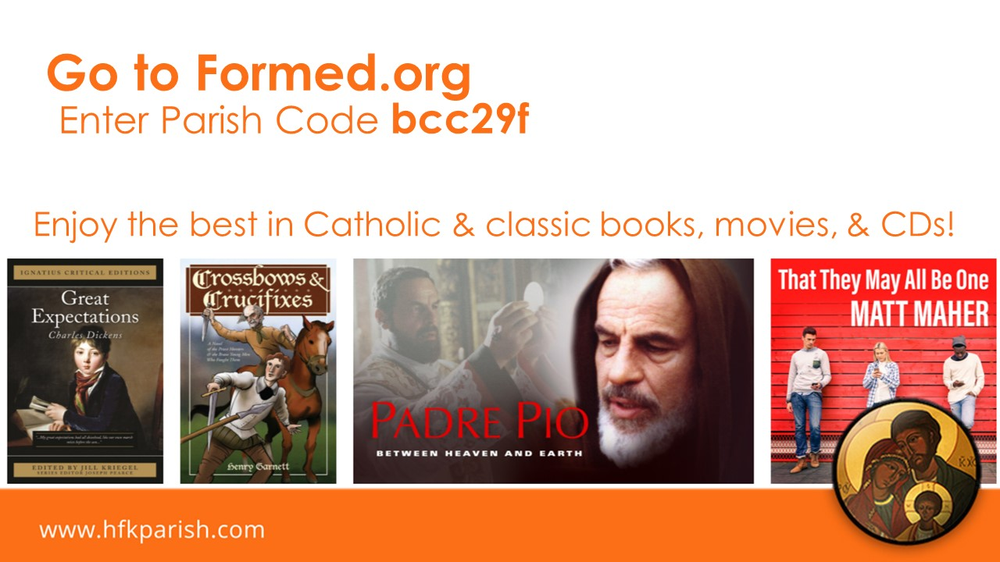 Go to Formed.org
Enter Parish Code bcc29f
Enjoy the best in Catholic & classic books, movies, & CDs!
IGNATIUS CRITICAL EDITIONS
Great
Expectations
Charles Dickens
EDITED BY JILL KRIEGEL
SERIES EDITOR JOSEPH PEARCE
Crossbows &
Crucifixes
A Novel
of the Priest Hunters
& the Brave Young Men
Who Fought Them
Henry Garnett
PADRE PIO
BETWEEN HEAVEN AND EARTH
That They May All Be One
MATT MAHER
www.hfkparish.com